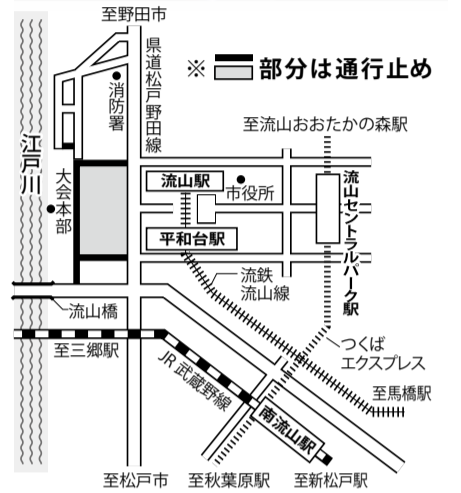 至野田市
県道松戸野田線
※ 部分は通行止め
消防署
至流山おおたかの森駅
江戸川
大会本部
流山駅
市役所
流山セントラルパーク駅
平和台駅
流鉄
流山線
流山橋
至三郷駅
JR武蔵野線
つくば
エクスプレス
至馬橋駅
南流山駅
至松戸市
至秋葉原駅
至新松戸駅